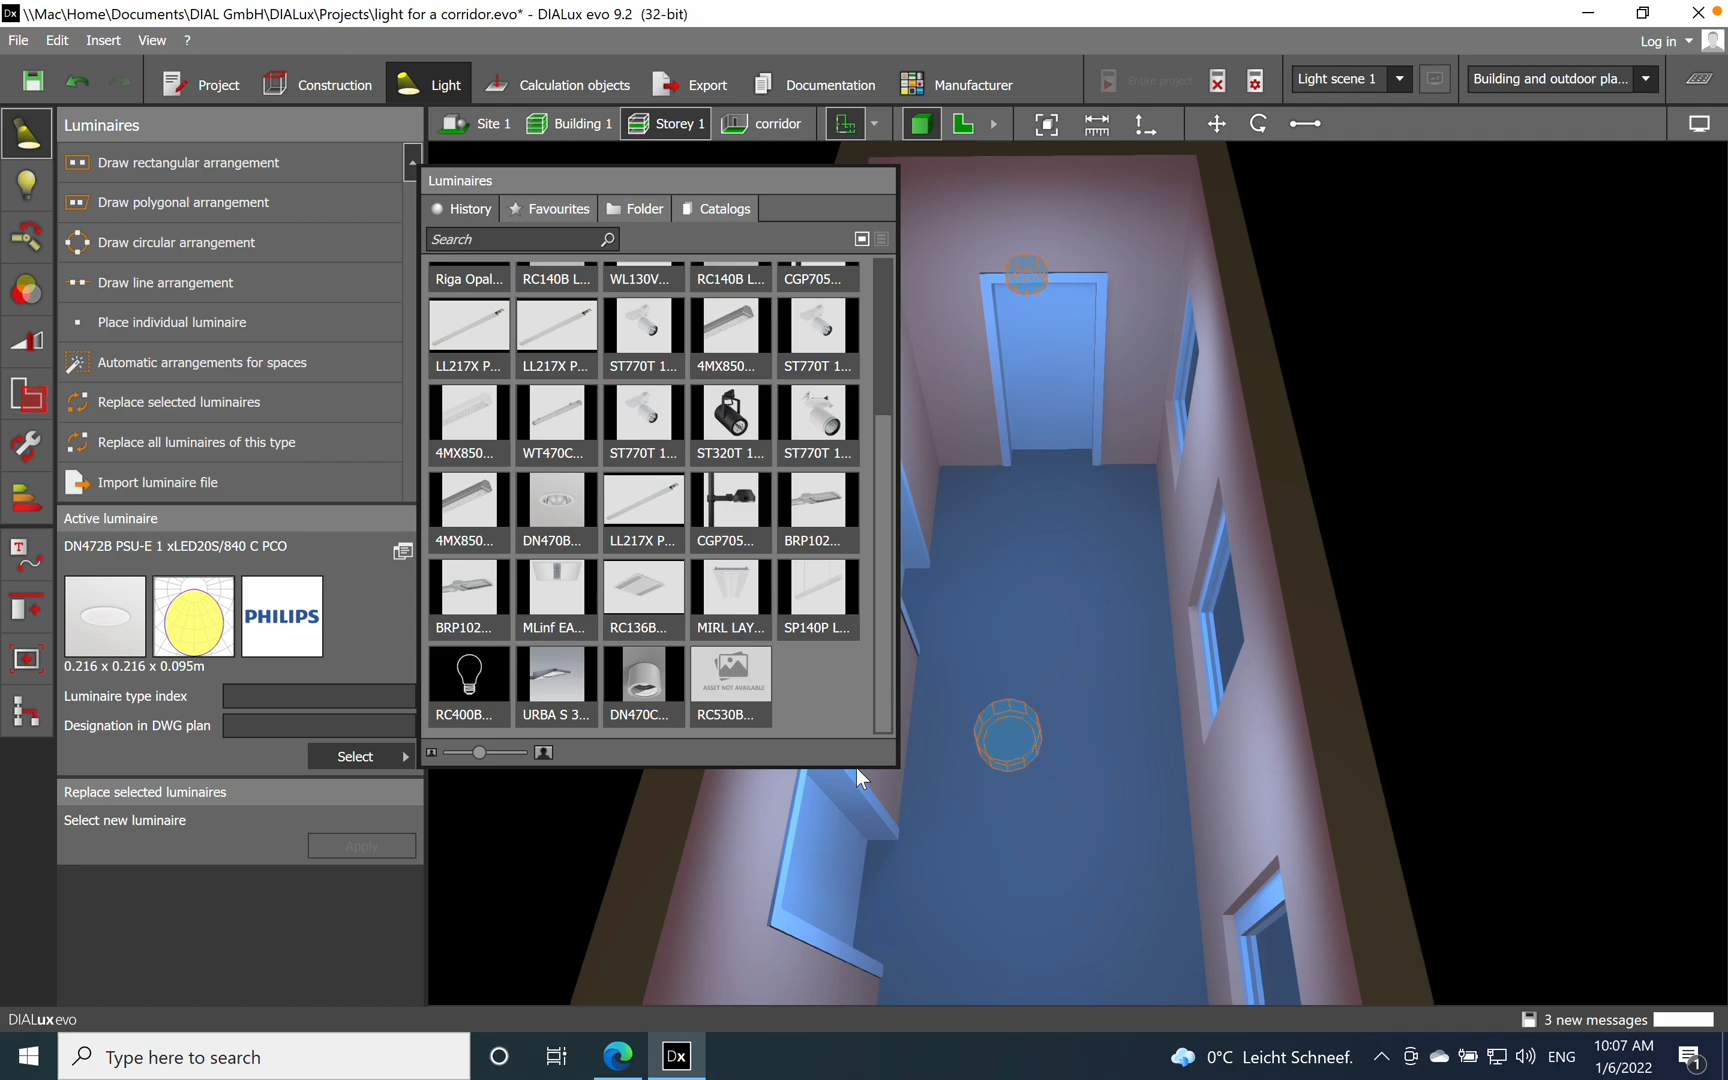 \\Mac\Home\Documents\DIAL GmbH\DIALux\Projects\light for a corridor.evo* - DIALux evo 9.2 (32-bit)
File Edit Insert View ?
Log in
Project Construction Light Calculation objects Export Documentation Manufacturer Entire project Light scene 1 Building and outdoor pla...
Luminaires
Site 1 Building 1 Storey 1 corridor
Draw rectangular arrangement
Draw polygonal arrangement
Draw circular arrangement
Draw line arrangement
Place individual luminaire
Automatic arrangements for spaces
Replace selected luminaires
Replace all luminaires of this type
Import luminaire file
Active luminaire
DN472B PSU-E 1 xLED20S/840 C PCO
PHILIPS
0.216 x 0.216 x 0.095m
Luminaire type index
Designation in DWG plan
Select
Replace selected luminaires
Select new luminaire
Apply
Luminaires
History Favourites Folder Catalogs
Search
Riga Opal... RC140B L... WL130V... RC140B L... CGP705...
LL217X P... LL217X P... ST770T 1... 4MX850... ST770T 1...
4MX850... WT470C... ST770T 1... ST320T 1... ST770T 1...
4MX850... DN470B... LL217X P... CGP705... BRP102...
BRP102... MLinf EA... RC136B... MIRL LAY... SP140P L...
ASSET NOT AVAILABLE
RC400B... URBA S 3... DN470C... RC530B...
DIALux evo
3 new messages
Type here to search
Dx
0°C Leicht Schneef.
ENG
10:07 AM
1/6/2022
1